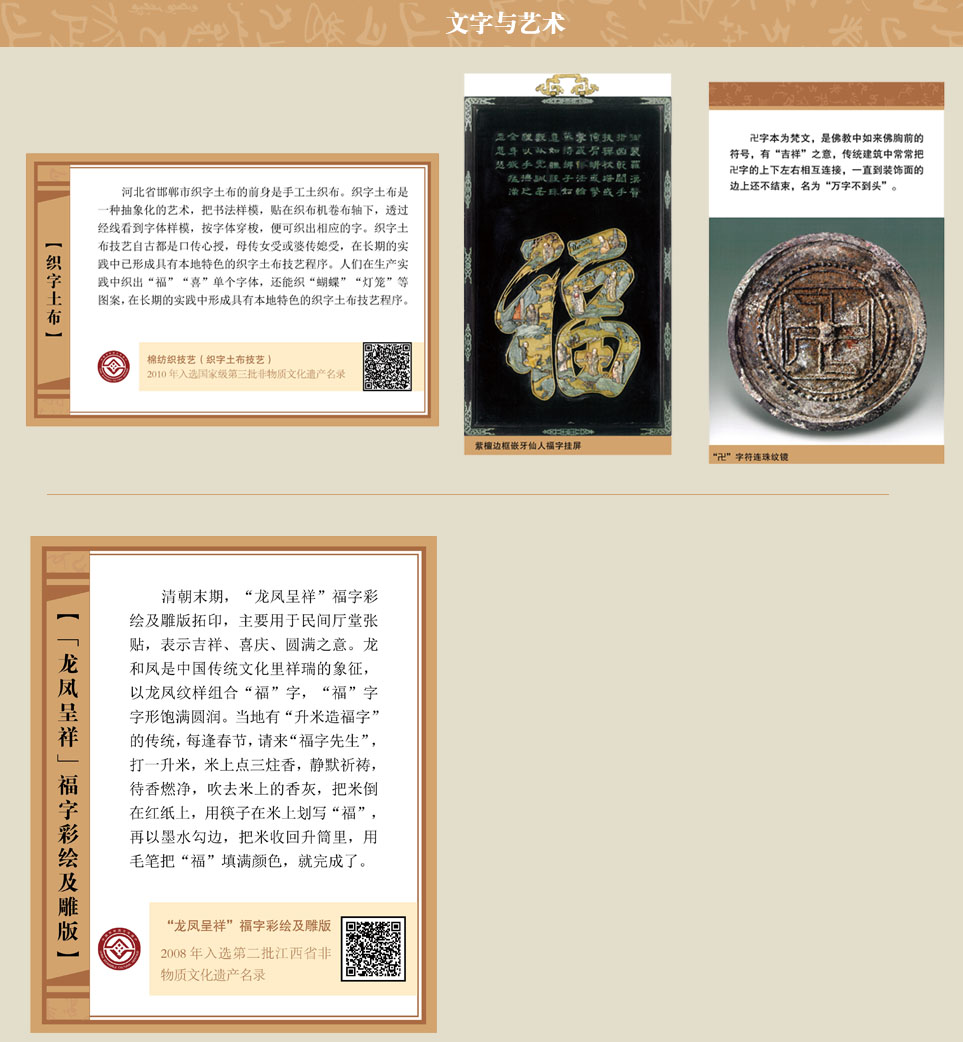 文字与艺术
【织字土布】
河北省邯郸市织字土布的前身是手工土织布。织字土布是
一种抽象化的艺术，把书法样模，贴在织布机卷布轴下，透过
经线看到字体样模，按字体穿梭，便可织出相应的字。织字土
布技艺自古都是口传心授，母传女受或婆传媳受，在长期的实
践中已形成具有本地特色的织字土布技艺程序。人们在生产实
践中织出“福”“喜”单个字体，还能织“蝴蝶”“灯笼”等
图案，在长期的实践中形成具有本地特色的织字土布技艺程序。
棉纺织技艺（织字土布技艺）
2010 年入选国家级第三批非物质文化遗产名录
福
紫檀边框嵌牙仙人福字挂屏
卍字本为梵文，是佛教中如来佛胸前的
符号，有“吉祥”之意，传统建筑中常常把
卍字的上下左右相互连接，一直到装饰面的
边上还不结束，名为“万字不到头”。
卍
“卍”字符连珠纹镜
【「龙凤呈祥」福字彩绘及雕版】
清朝末期，“龙凤呈祥”福字彩
绘及雕版拓印，主要用于民间厅堂张
贴，表示吉祥、喜庆、圆满之意。龙
和凤是中国传统文化里祥瑞的象征，
以龙凤纹样组合“福”字，“福”字
字形饱满圆润。当地有“升米造福字”
的传统，每逢春节，请来“福字先生”，
打一升米，米上点三炷香，静默祈祷，
待香燃净，吹去米上的香灰，把米倒
在红纸上，用筷子在米上划写“福”，
再以墨水勾边，把米收回升筒里，用
毛笔把“福”填满颜色，就完成了。
“龙凤呈祥”福字彩绘及雕版
2008 年入选第二批江西省非
物质文化遗产名录